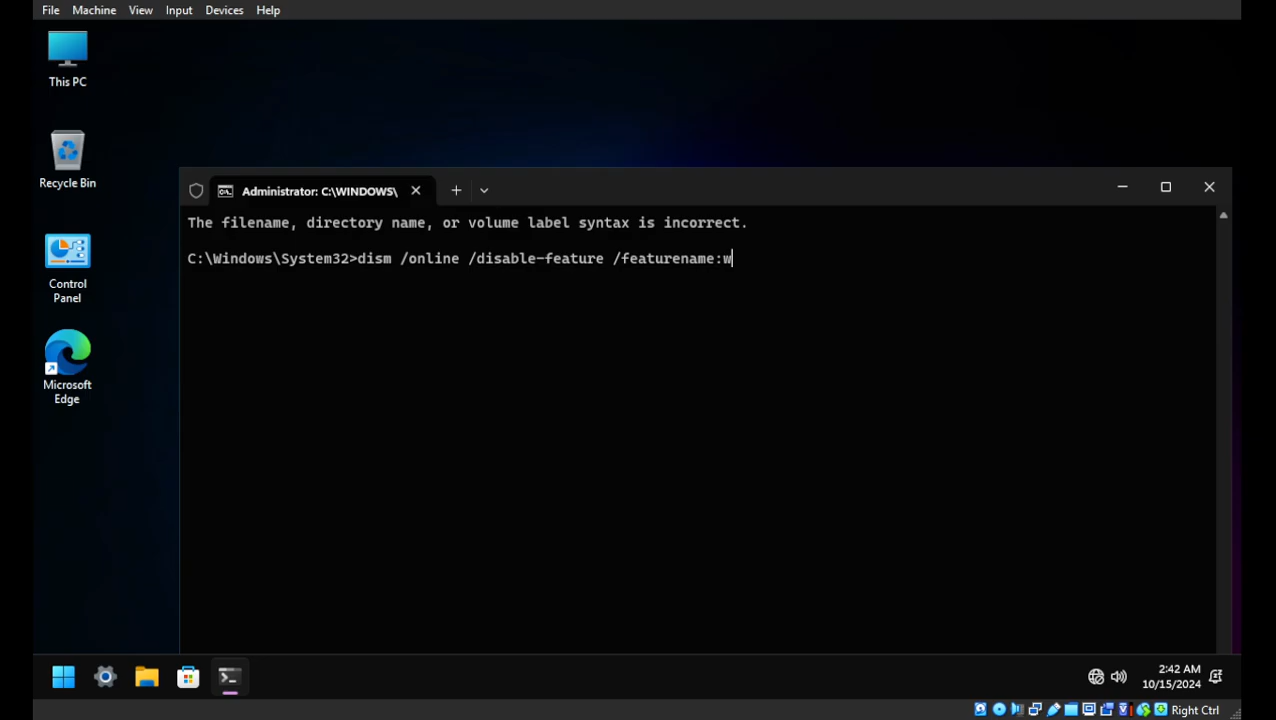 File Machine View Input Devices Help
This PC
Recycle Bin
Control
Panel
Microsoft
Edge
Administrator: C:\WINDOWS\
The filename, directory name, or volume label syntax is incorrect.
C:\Windows\System32>dism /online /disable-feature /featurename:w
2:42 AM
10/15/2024
Right Ctrl